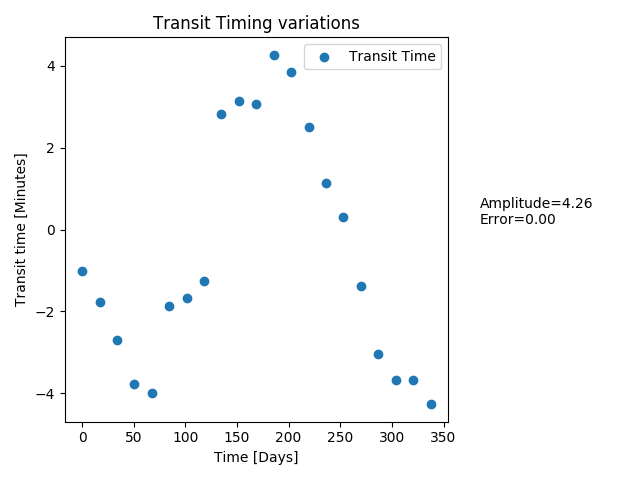 Transit Timing variations
Transit Time
4
2
0
−2
−4
Transit time [Minutes]
Amplitude=4.26
Error=0.00
0 50 100 150 200 250 300 350
Time [Days]